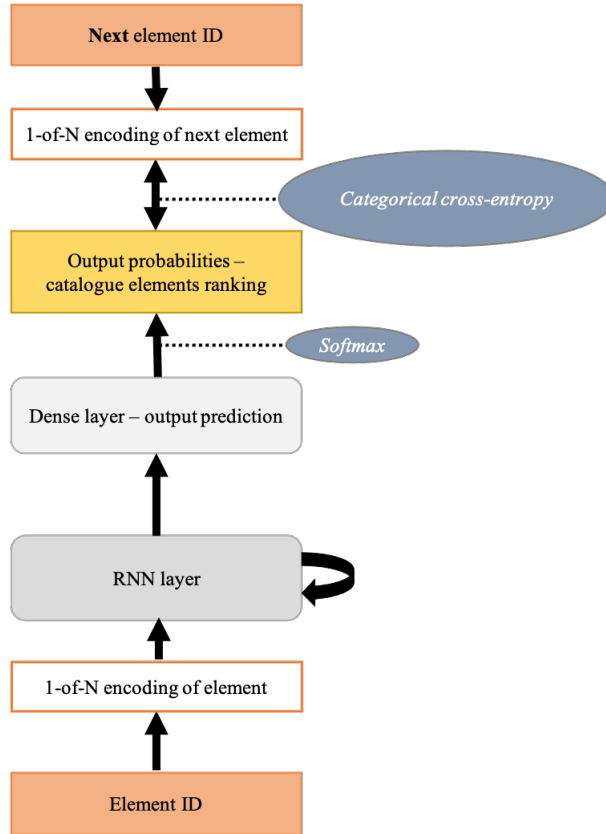 Next element ID
1-of-N encoding of next element
Categorical cross-entropy
Output probabilities –
catalogue elements ranking
Softmax
Dense layer – output prediction
RNN layer
1-of-N encoding of element
Element ID